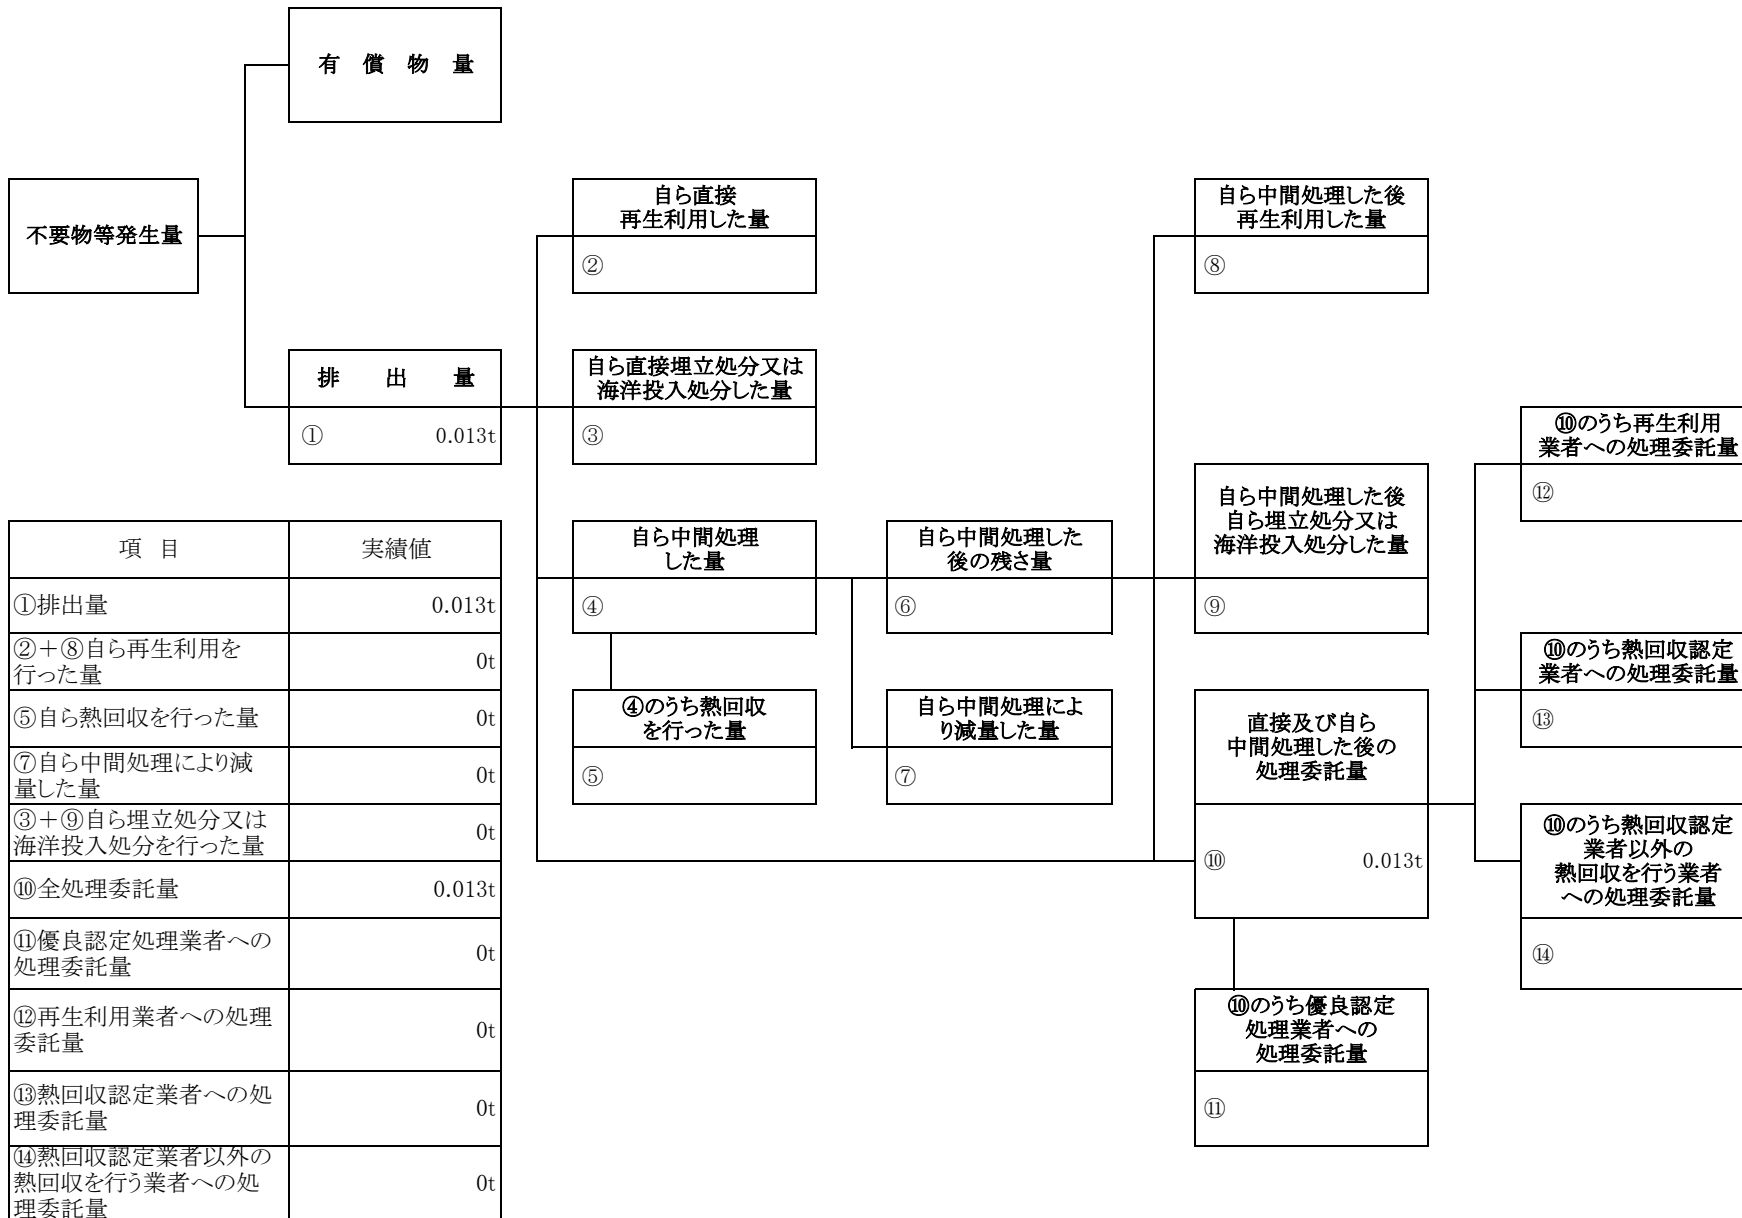 有 償 物 量
不要物等発生量
排 出 量
① 0.013t
自ら直接
再生利用した量
②
自ら直接埋立処分又は
海洋投入処分した量
③
自ら中間処理
した量
④
④のうち熱回収
を行った量
⑤
自ら中間処理した
後の残さ量
⑥
自ら中間処理によ
り減量した量
⑦
自ら中間処理した後
再生利用した量
⑧
自ら中間処理した後
自ら埋立処分又は
海洋投入処分した量
⑨
直接及び自ら
中間処理した後の
処理委託量
⑩ 0.013t
⑩のうち優良認定
処理業者への
処理委託量
⑪
⑩のうち再生利用
業者への処理委託量
⑫
⑩のうち熱回収認定
業者への処理委託量
⑬
⑩のうち熱回収認定
業者以外の
熱回収を行う業者
への処理委託量
⑭
項 目 実績値
①排出量 0.013t
②+⑧自ら再生利用を
行った量 0t
⑤自ら熱回収を行った量 0t
⑦自ら中間処理により減
量した量 0t
③+⑨自ら埋立処分又は
海洋投入処分を行った量 0t
⑩全処理委託量 0.013t
⑪優良認定処理業者への
処理委託量 0t
⑫再生利用業者への処理
委託量 0t
⑬熱回収認定業者への処
理委託量 0t
⑭熱回収認定業者以外の
熱回収を行う業者への処
理委託量 0t